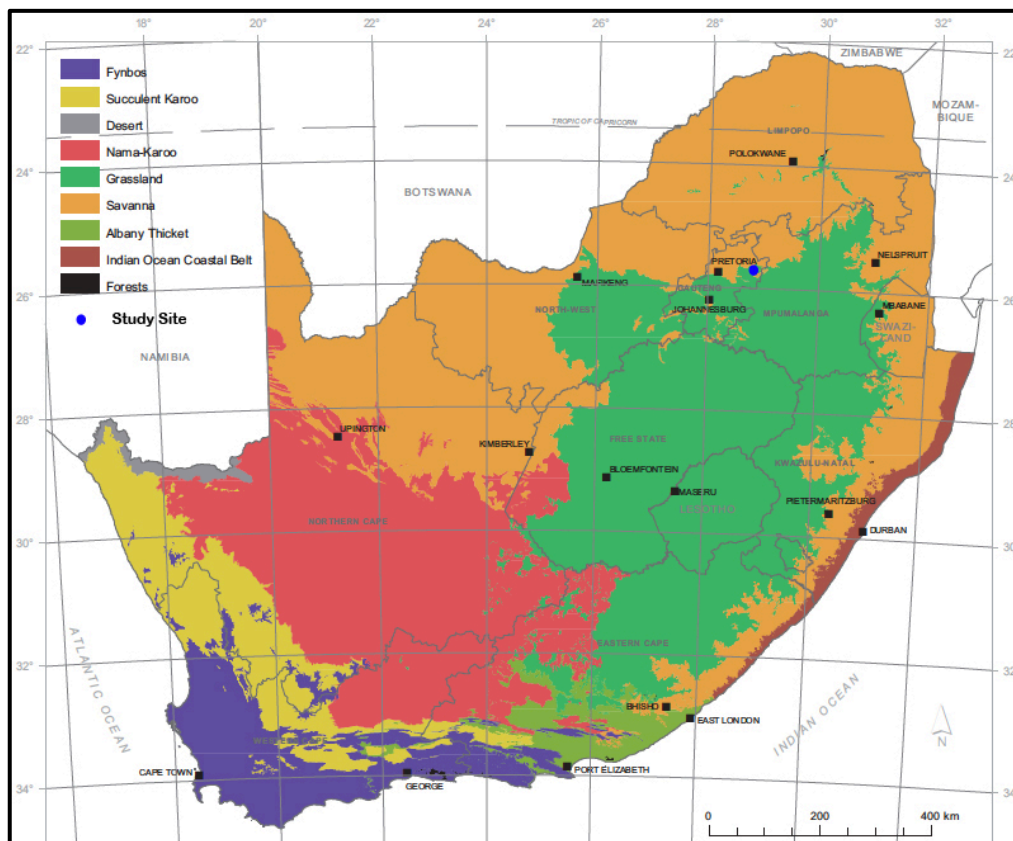 18° 20° 22° 24° 26° 28° 30° 32°
22° 22°
ZIMBABWE
Fynbos
Succulent Karoo
Desert
Nama-Karoo
Grassland
Savanna
Albany Thicket
Indian Ocean Coastal Belt
Forests
Study Site
MOZAM-
BIQUE
TROPIC OF CAPRICORN
LIMPOPO
POLOKWANE
24° 24°
BOTSWANA
PRETORIA
NELSPRUIT
MAFIKENG
GAUTENG
26° 26°
JOHANNESBURG
NORTH-WEST
MPUMALANGA
MBABANE
SWAZI-
LAND
NAMIBIA
28° 28°
UPINGTON
KIMBERLEY
FREE STATE
BLOEMFONTEIN
KWAZULU-NATAL
MASERU
LESOTHO
PIETERMARITZBURG
NORTHERN CAPE
DURBAN
30° 30°
EASTERN CAPE
ATLANTIC OCEAN
32° 32°
BHISHO
EAST LONDON
INDIAN OCEAN
N
CAPE TOWN
GEORGE
PORT ELIZABETH
34° 34°
0 200 400 km